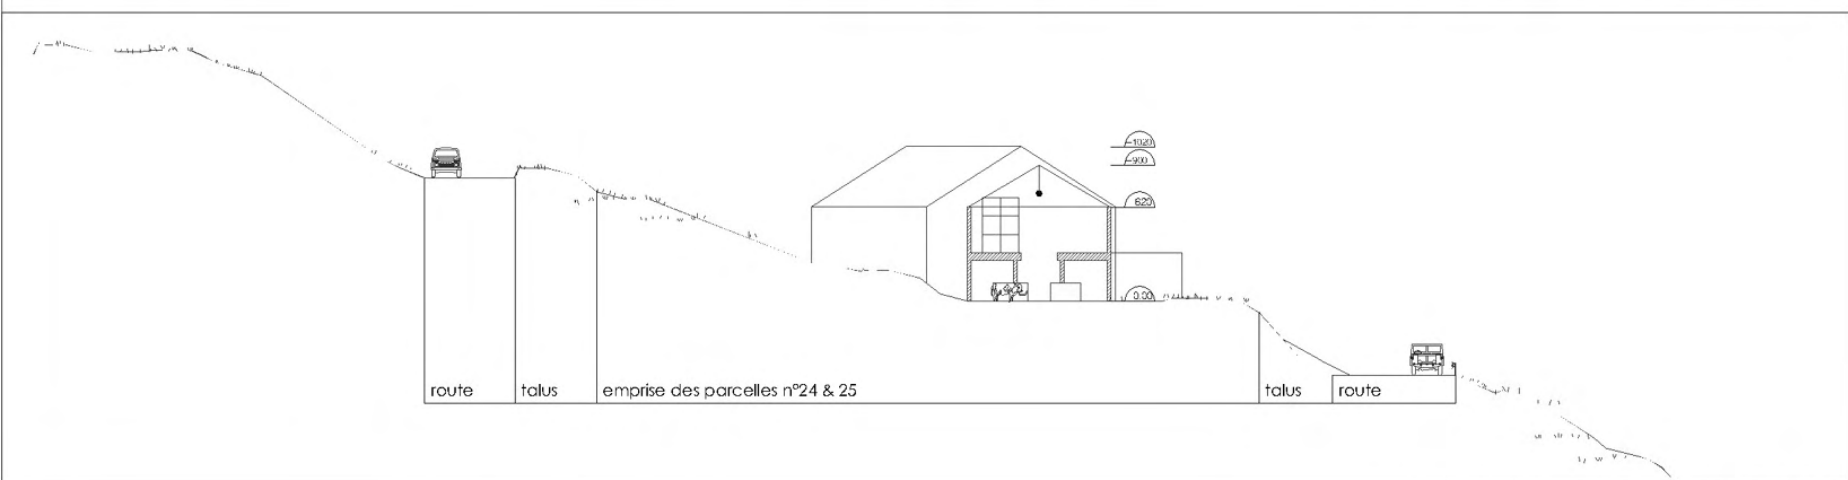 -1020
-900
620
0.00
route
talus
emprise des parcelles n°24 & 25
talus
route